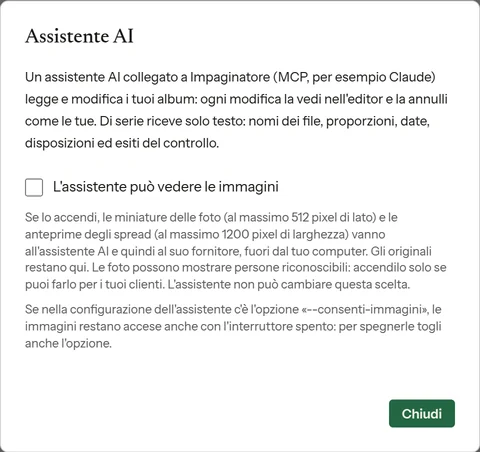 Assistente AI
Un assistente AI collegato a Impaginatore (MCP, per esempio Claude)
legge e modifica i tuoi album: ogni modifica la vedi nell'editor e la annulli
come le tue. Di serie riceve solo testo: nomi dei file, proporzioni, date,
disposizioni ed esiti del controllo.
L'assistente può vedere le immagini
Se lo accendi, le miniature delle foto (al massimo 512 pixel di lato) e le
anteprime degli spread (al massimo 1200 pixel di larghezza) vanno
all'assistente AI e quindi al suo fornitore, fuori dal tuo computer. Gli originali
restano qui. Le foto possono mostrare persone riconoscibili: accendilo solo se
puoi farlo per i tuoi clienti. L'assistente non può cambiare questa scelta.
Se nella configurazione dell'assistente c'è l'opzione «--consenti-immagini», le
immagini restano accese anche con l'interruttore spento: per spegnerle togli
anche l'opzione.
Chiudi